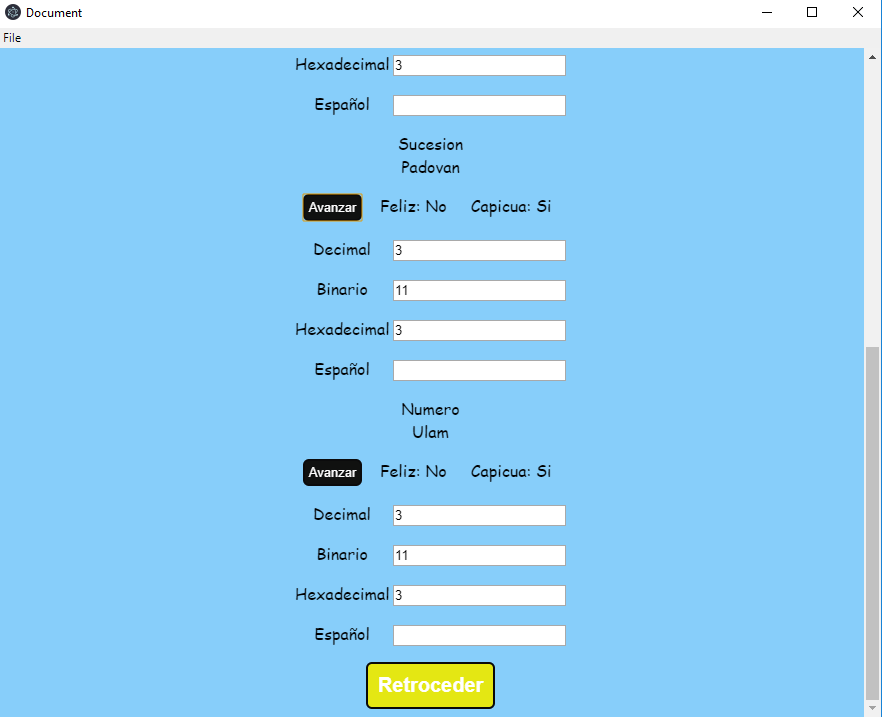 Document
File
Hexadecimal 3
Español
Sucesion
Padovan
Avanzar Feliz: No Capicua: Si
Decimal 3
Binario 11
Hexadecimal 3
Español
Numero
Ulam
Avanzar Feliz: No Capicua: Si
Decimal 3
Binario 11
Hexadecimal 3
Español
Retroceder